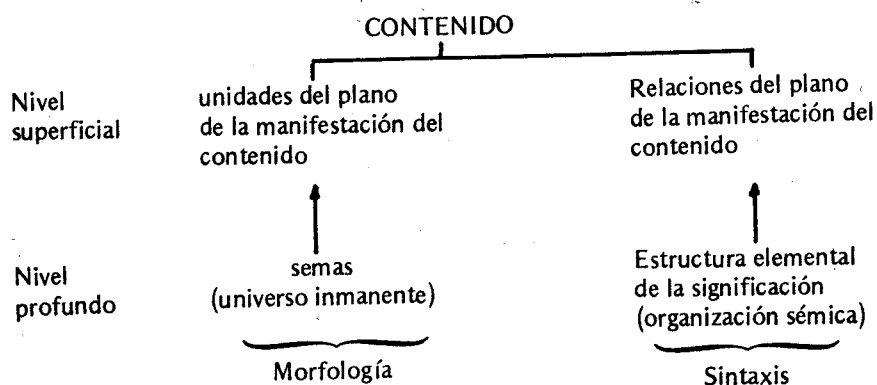 CONTENIDO
Nivel
superficial
unidades del plano
de la manifestación del
contenido
Relaciones del plano
de la manifestación del
contenido
Nivel
profundo
semas
(universo inmanente)
Estructura elemental
de la significación
(organización sémica)
Morfología
Sintaxis